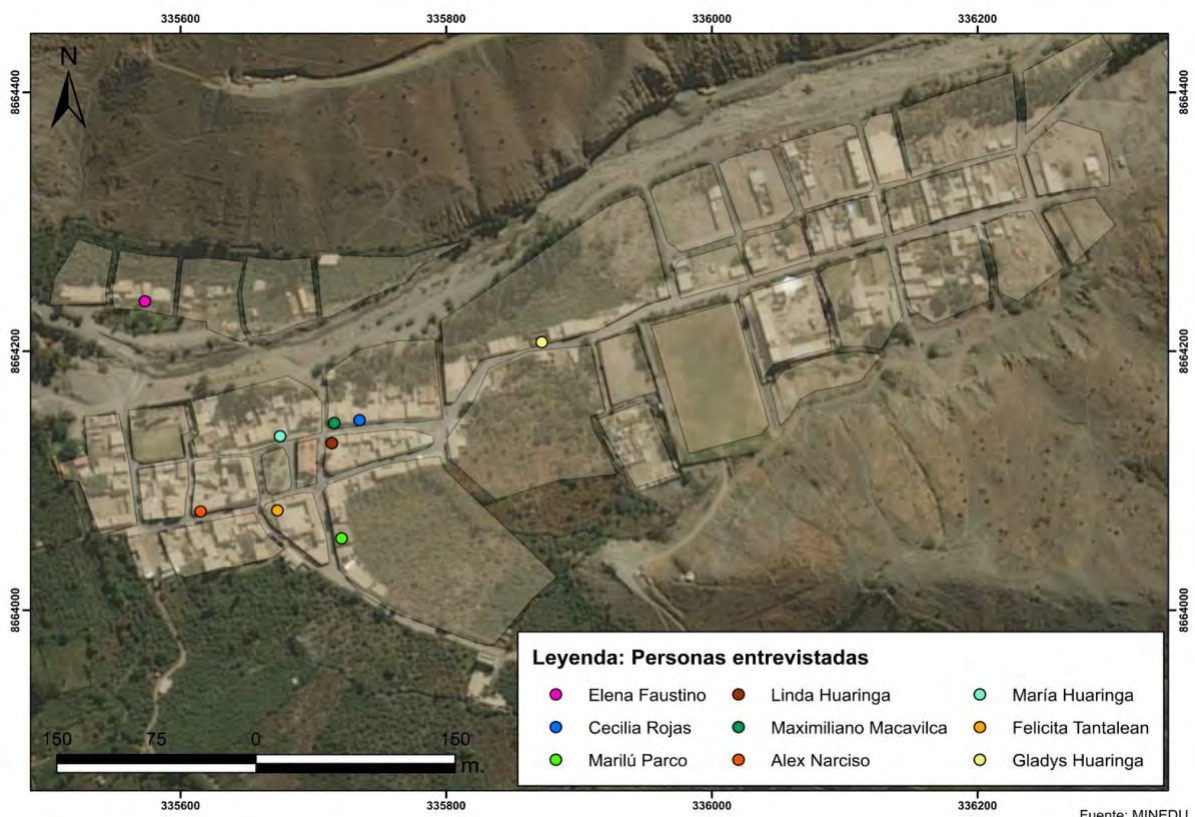 335600 335800 336000 336200
N
8664400 8664400
8664200 8664200
8664000 8664000
Leyenda: Personas entrevistadas
Elena Faustino Linda Huaringa María Huaringa
Cecilia Rojas Maximiliano Macavilca Felicita Tantalean
Marilú Parco Alex Narciso Gladys Huaringa
150 75 0 150
m.
335600 335800 336000 336200
Fuente: MINEDU